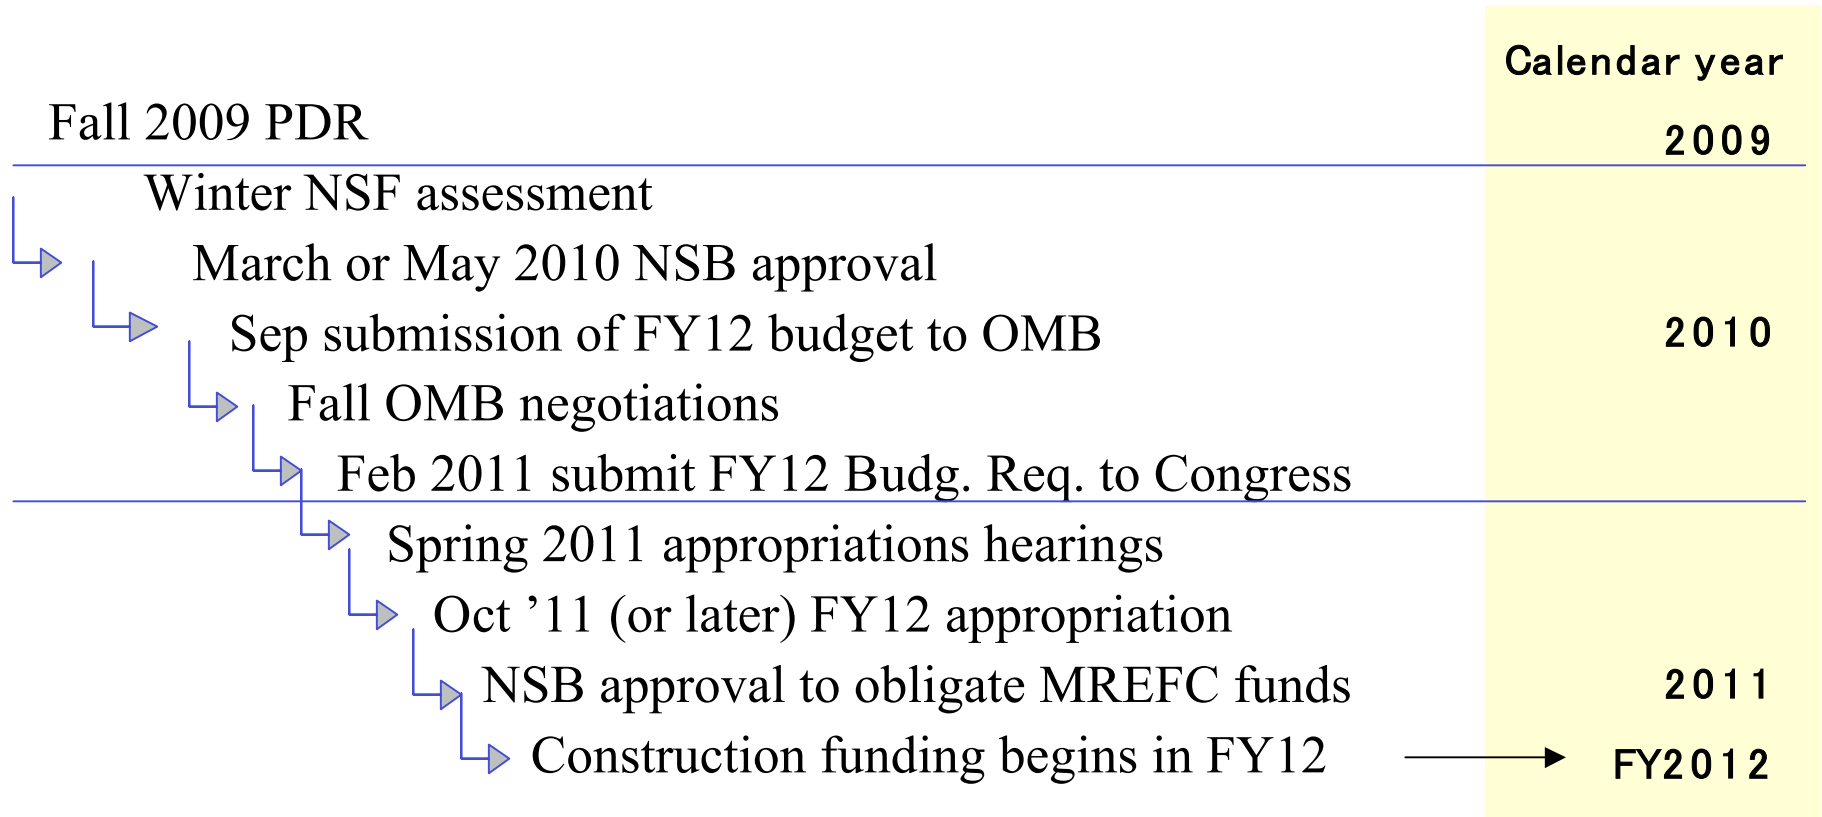 Calendar year
Fall 2009 PDR
2009
Winter NSF assessment
March or May 2010 NSB approval
Sep submission of FY12 budget to OMB
2010
Fall OMB negotiations
Feb 2011 submit FY12 Budg. Req. to Congress
Spring 2011 appropriations hearings
Oct ’11 (or later) FY12 appropriation
NSB approval to obligate MREFC funds
2011
Construction funding begins in FY12
FY2012